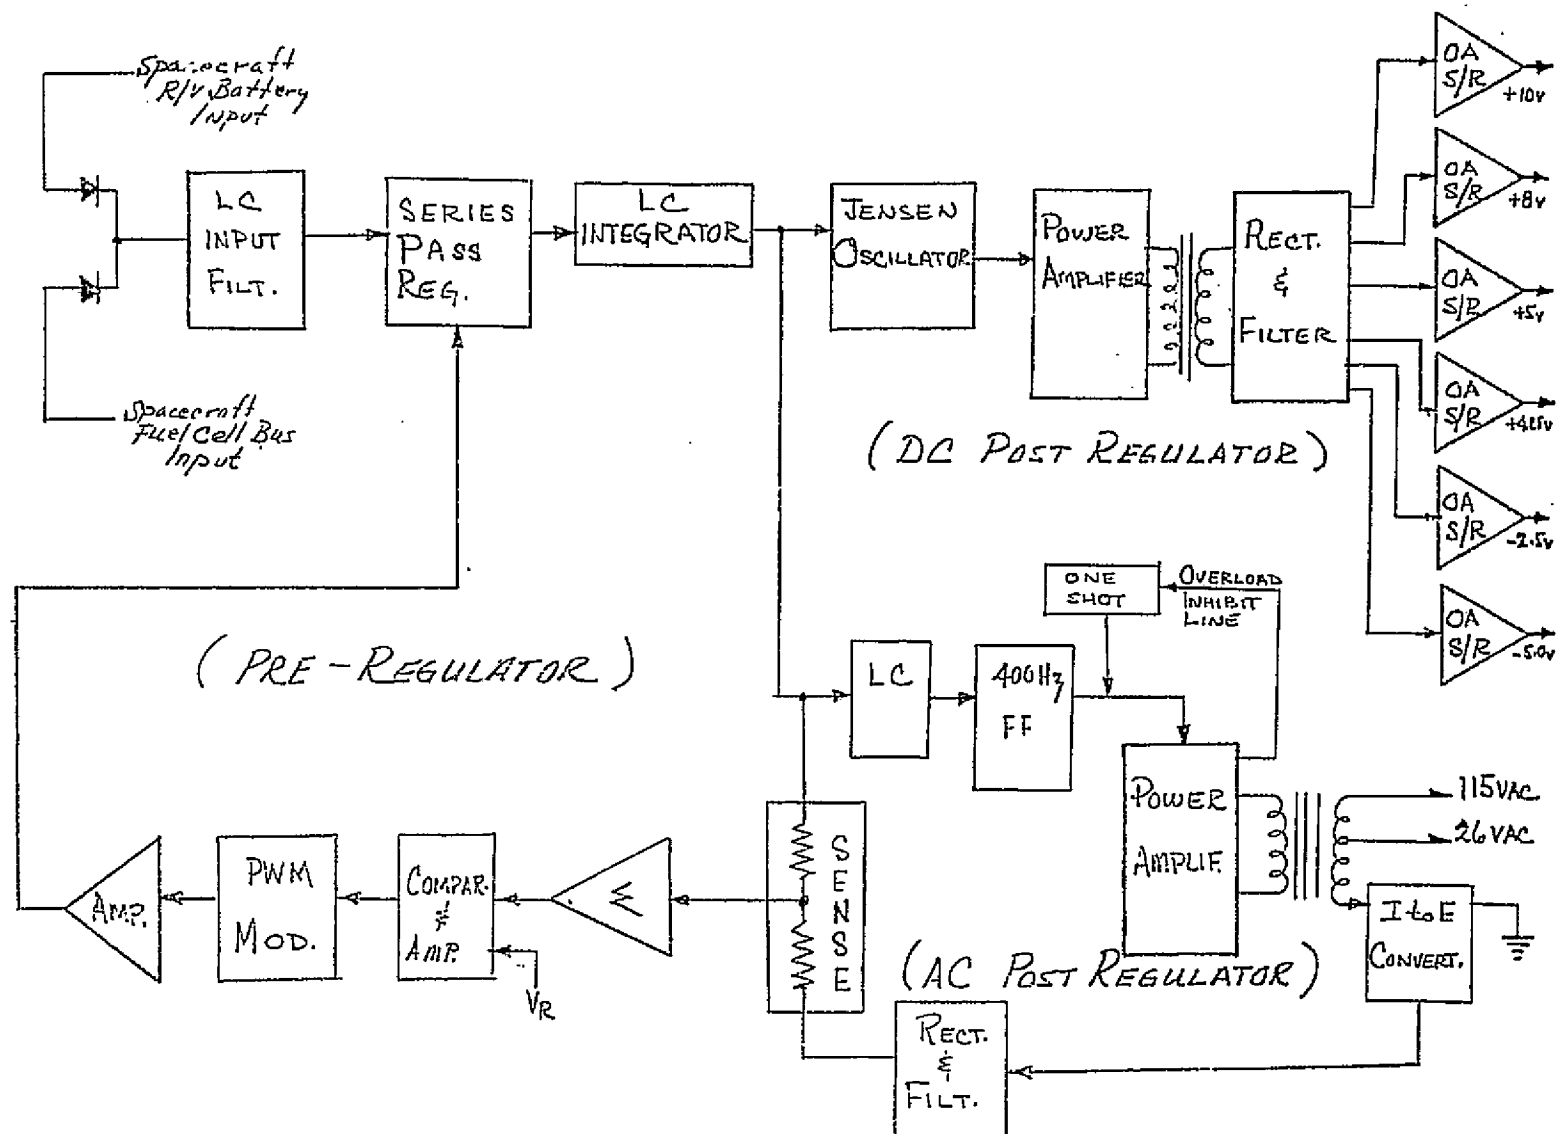 Spacecraft
R/V Battery
Input
LC
INPUT
FILT.
SERIES
PASS
REG.
LC
INTEGRATOR
JENSEN
OSCILLATOR
POWER
AMPLIFIER
RECT.
&
FILTER
OA
S/R
+10V
OA
S/R
+8V
OA
S/R
+5V
OA
S/R
OA
S/R
-2.5V
OA
S/R
-5.0V
Spacecraft
Fuel Cell Bus
Input
(DC POST REGULATOR)
(PRE-REGULATOR)
ONE
SHOT
OVERLOAD
INHIBIT
LINE
LC
400Hz
FF
POWER
AMPLIF.
115VAC
26VAC
I to E
CONVERT.
AMP.
PWM
MOD.
COMPAR.
&
AMP.
VR
Σ
SENSE
(AC POST REGULATOR)
RECT.
&
FILT.